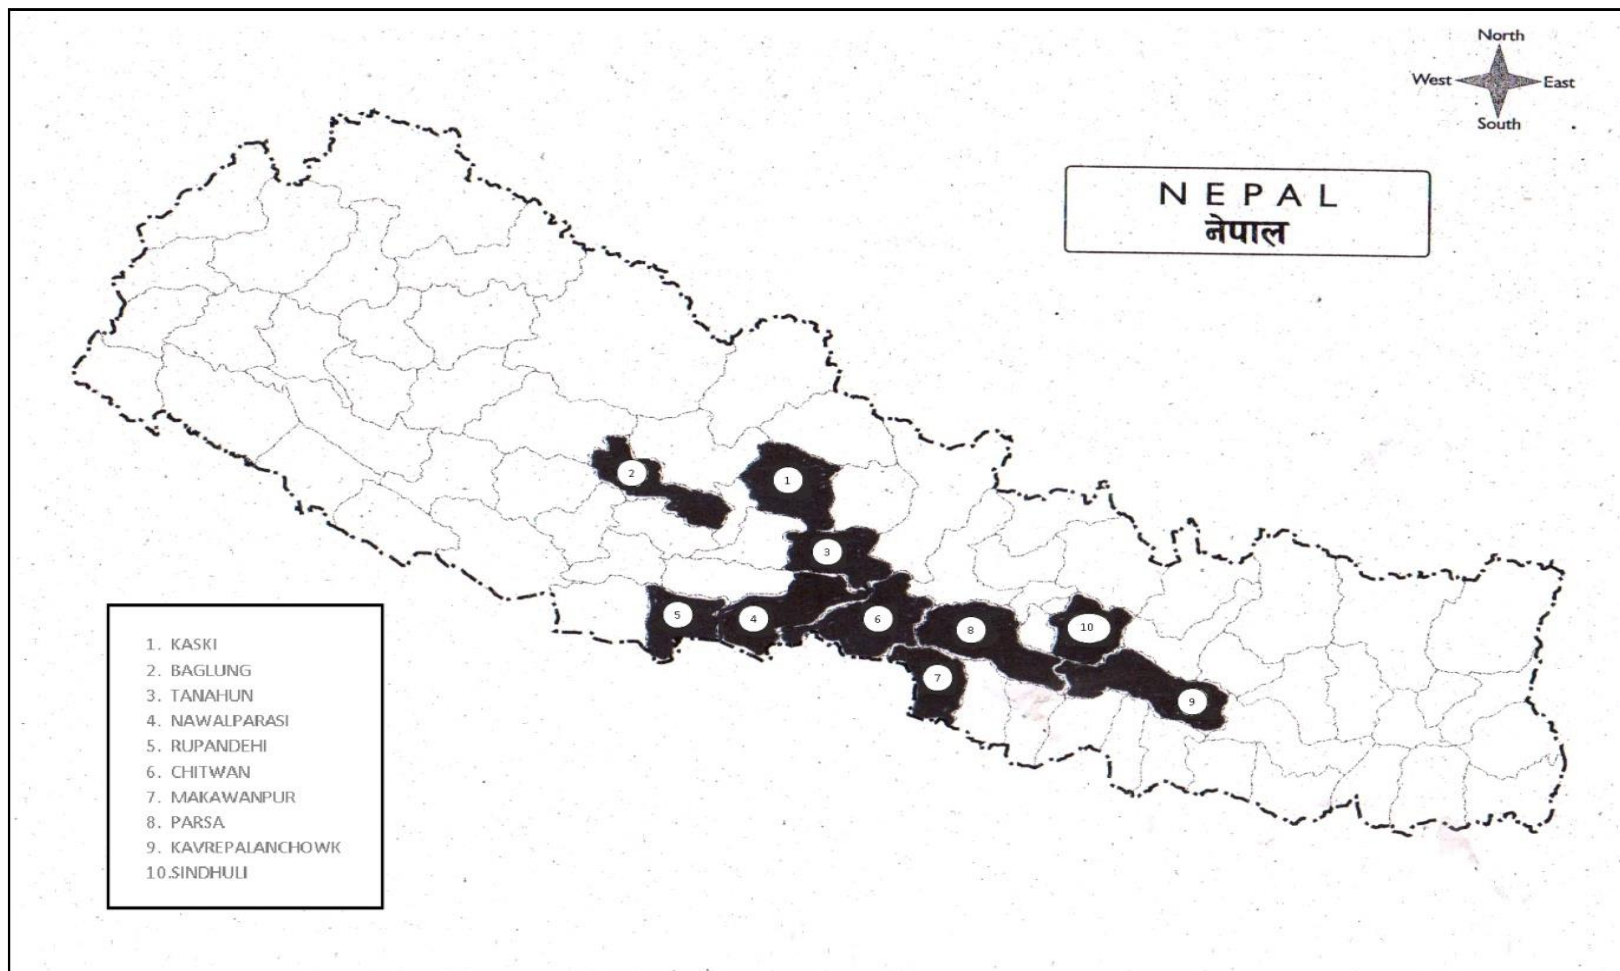 North
West East
South
NEPAL
नेपाल
1
2
3
4
5
6
7
8
9
10
1. KASKI
2. BAGLUNG
3. TANAHUN
4. NAWALPARASI
5. RUPANDEHI
6. CHITWAN
7. MAKAWANPUR
8. PARSA
9. KAVREPALANCHOWK
10.SINDHULI